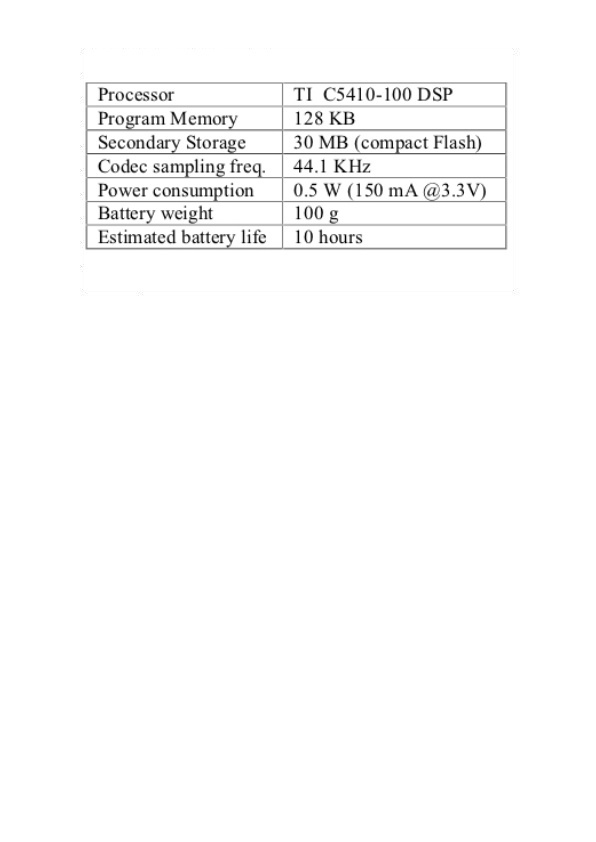 Processor TI C5410-100 DSP
Program Memory 128 KB
Secondary Storage 30 MB (compact Flash)
Codec sampling freq. 44.1 KHz
Power consumption 0.5 W (150 mA @3.3V)
Battery weight 100 g
Estimated battery life 10 hours